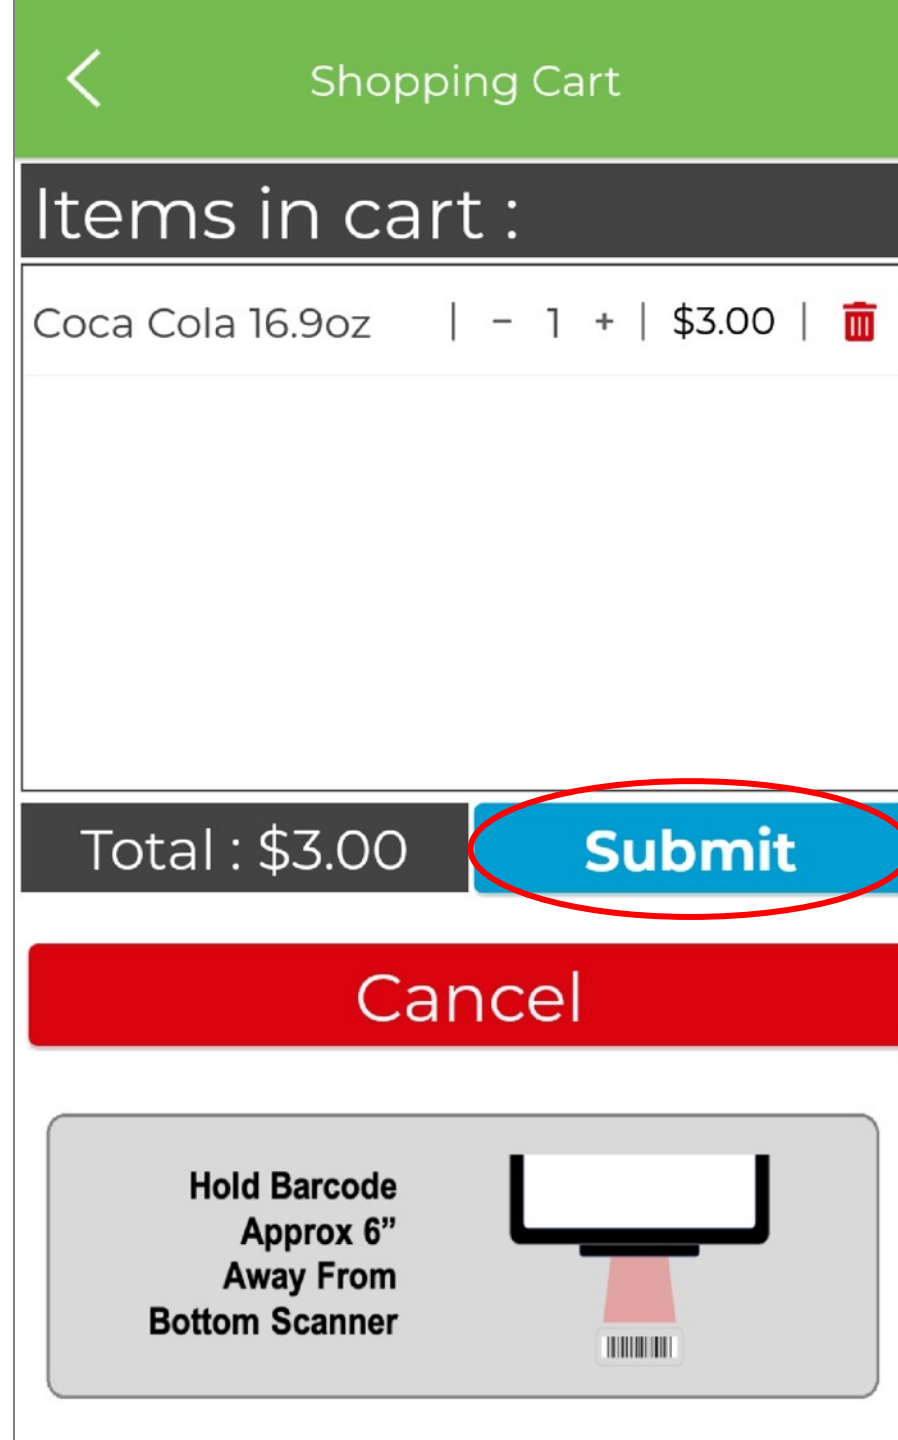 Shopping Cart
Items in cart :
Coca Cola 16.9oz | − 1 + | $3.00 |
Total : $3.00
Submit
Cancel
Hold Barcode
Approx 6”
Away From
Bottom Scanner